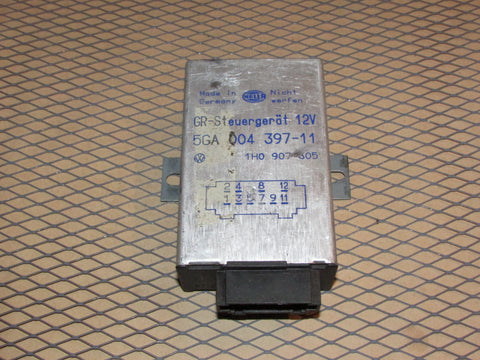 Made in Germany HELLA Nicht werfen
GR-Steuergerät 12V
5GA 004 397-11
1H0 907 305
2 4 8 12
1 3 5 7 9 11